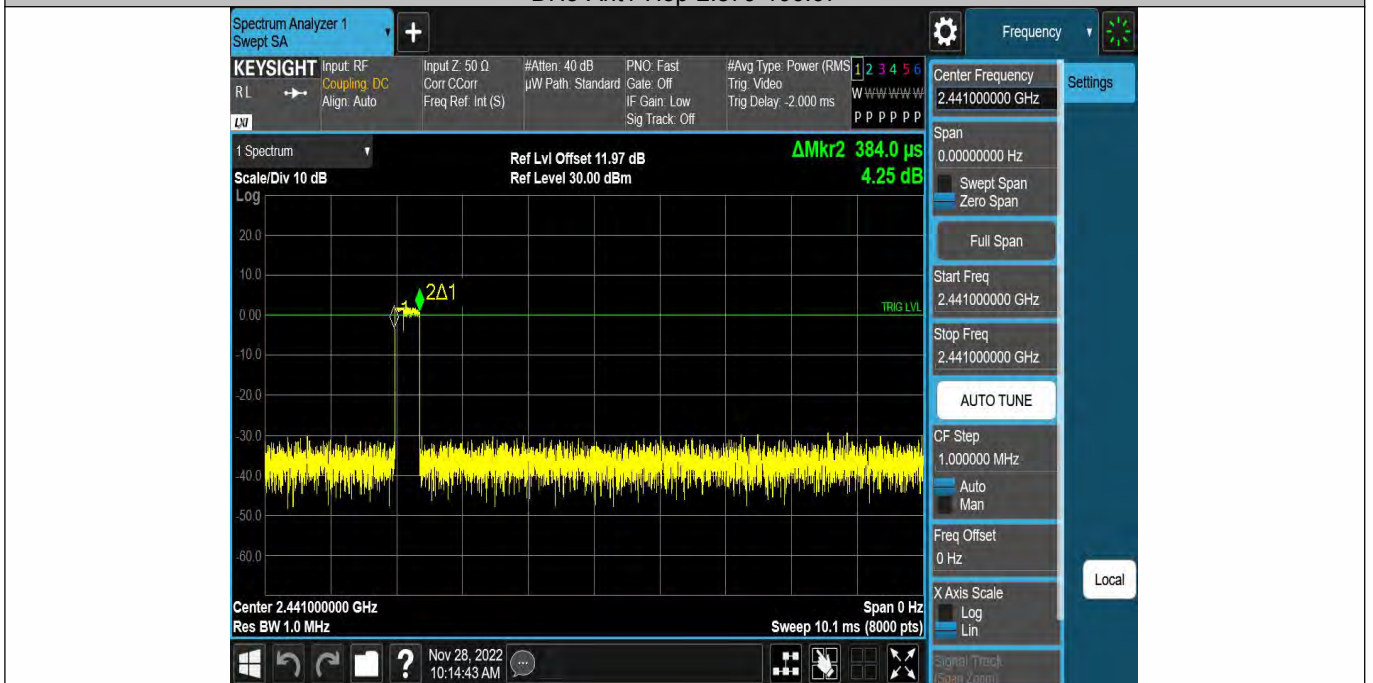 Spectrum Analyzer 1
Swept SA
+
Frequency
KEYSIGHT
RL
LXI
Input: RF
Coupling: DC
Align: Auto
Input Z: 50 Ω
Corr CCorr
Freq Ref: Int (S)
#Atten: 40 dB
µW Path: Standard
PNO: Fast
Gate: Off
IF Gain: Low
Sig Track: Off
#Avg Type: Power (RMS
Trig: Video
Trig Delay: -2.000 ms
1 2 3 4 5 6
W W W W W W
P P P P P P
1 Spectrum
Scale/Div 10 dB
Log
Ref Lvl Offset 11.97 dB
Ref Level 30.00 dBm
ΔMkr2 384.0 µs
4.25 dB
20.0
10.0
2Δ1
TRIG LVL
0.00
-10.0
-20.0
-30.0
-40.0
-50.0
-60.0
Center 2.441000000 GHz
Res BW 1.0 MHz
Span 0 Hz
Sweep 10.1 ms (8000 pts)
Nov 28, 2022
10:14:43 AM
?
Center Frequency
2.441000000 GHz
Settings
Span
0.00000000 Hz
Swept Span
Zero Span
Full Span
Start Freq
2.441000000 GHz
Stop Freq
2.441000000 GHz
AUTO TUNE
CF Step
1.000000 MHz
Auto
Man
Freq Offset
0 Hz
X Axis Scale
Log
Lin
Local
Signal Track
(Span Zoom)